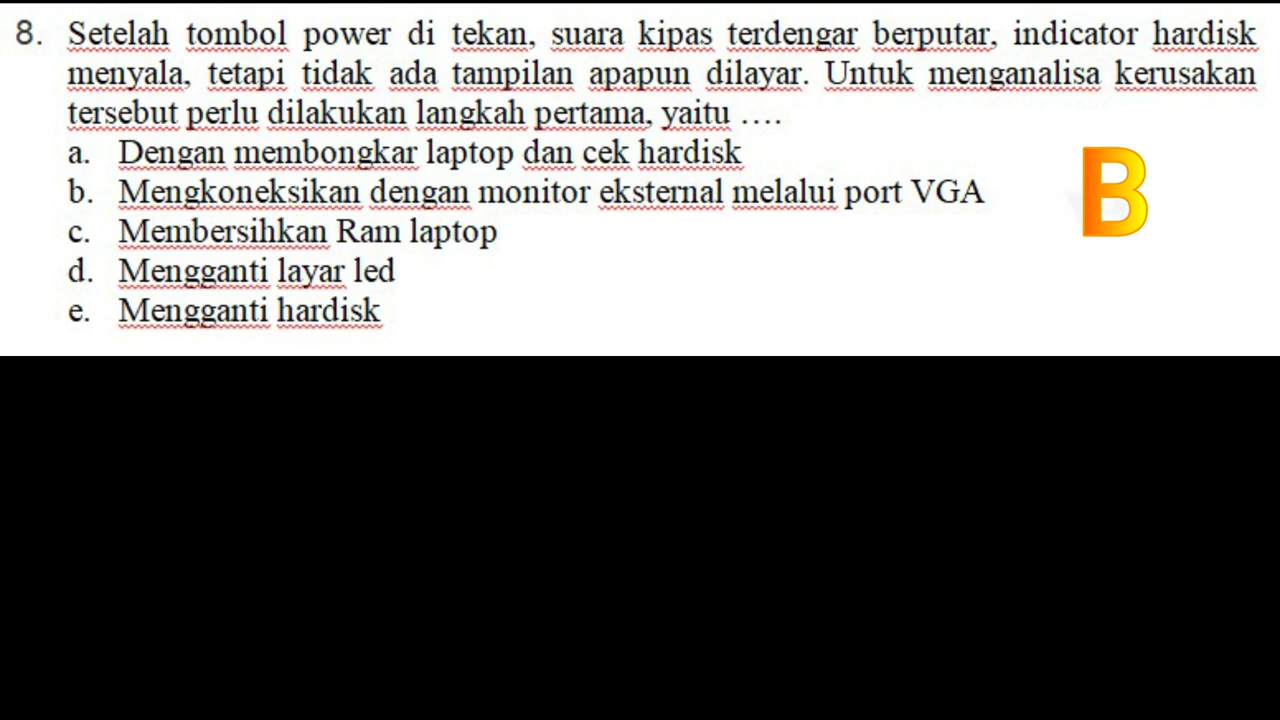 8. Setelah tombol power di tekan, suara kipas terdengar berputar, indicator hardisk
menyala, tetapi tidak ada tampilan apapun dilayar. Untuk menganalisa kerusakan
tersebut perlu dilakukan langkah pertama, yaitu ….
a. Dengan membongkar laptop dan cek hardisk
b. Mengkoneksikan dengan monitor eksternal melalui port VGA
c. Membersihkan Ram laptop
d. Mengganti layar led
e. Mengganti hardisk
B